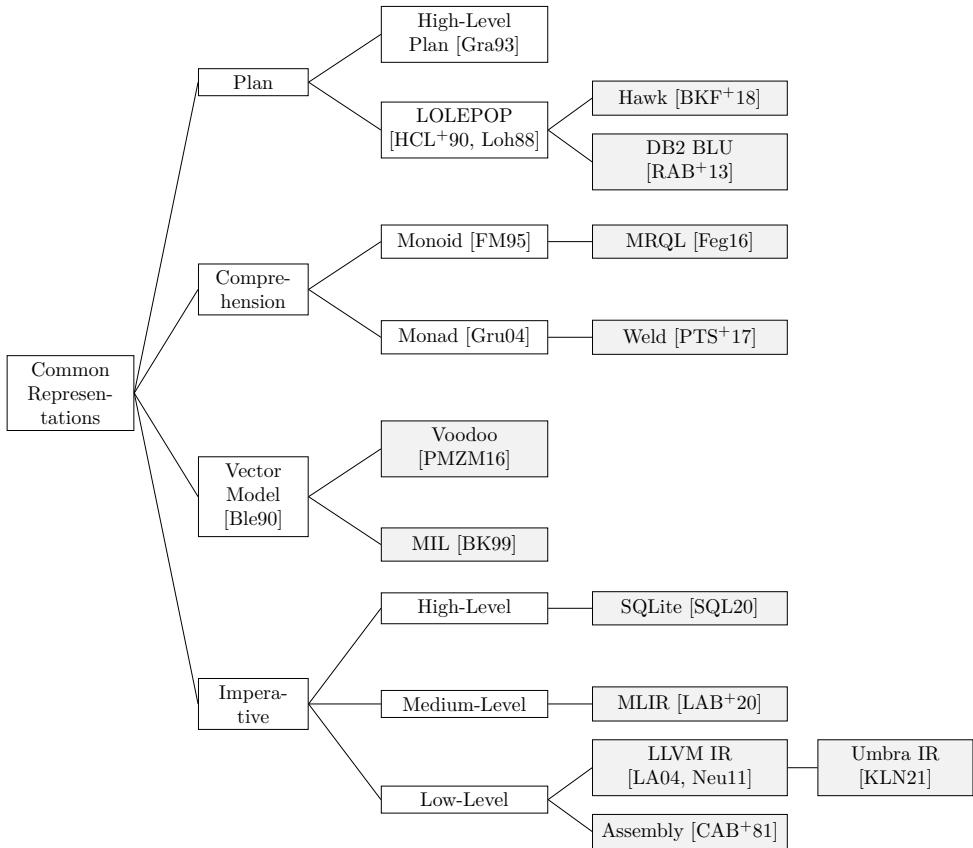 High-Level
Plan [Gra93]
Plan
LOLEPOP
[HCL+90, Loh88]
Hawk [BKF+18]
DB2 BLU
[RAB+13]
Monoid [FM95]
MRQL [Feg16]
Compre-
hension
Monad [Gru04]
Weld [PTS+17]
Common
Represen-
tations
Voodoo
[PMZM16]
Vector
Model
[Ble90]
MIL [BK99]
High-Level
SQLite [SQL20]
Impera-
tive
Medium-Level
MLIR [LAB+20]
LLVM IR
[LA04, Neu11]
Umbra IR
[KLN21]
Low-Level
Assembly [CAB+81]